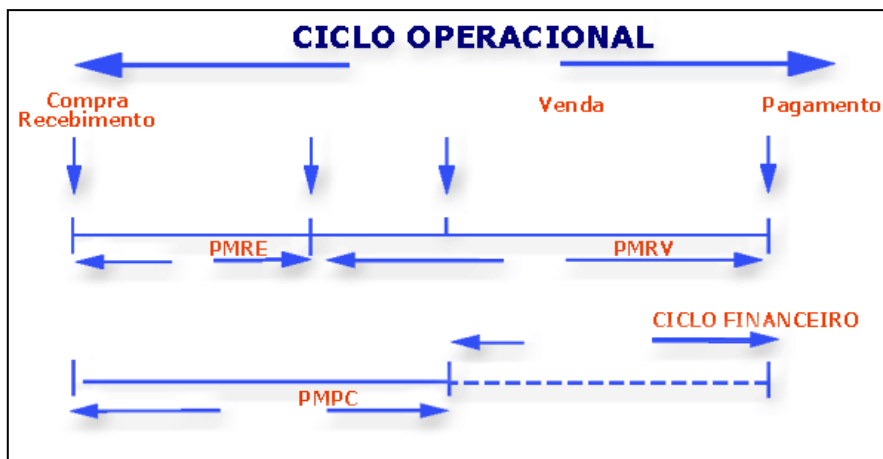 CICLO OPERACIONAL
Compra
Recebimento
Venda
Pagamento
PMRE
PMRV
CICLO FINANCEIRO
PMPC